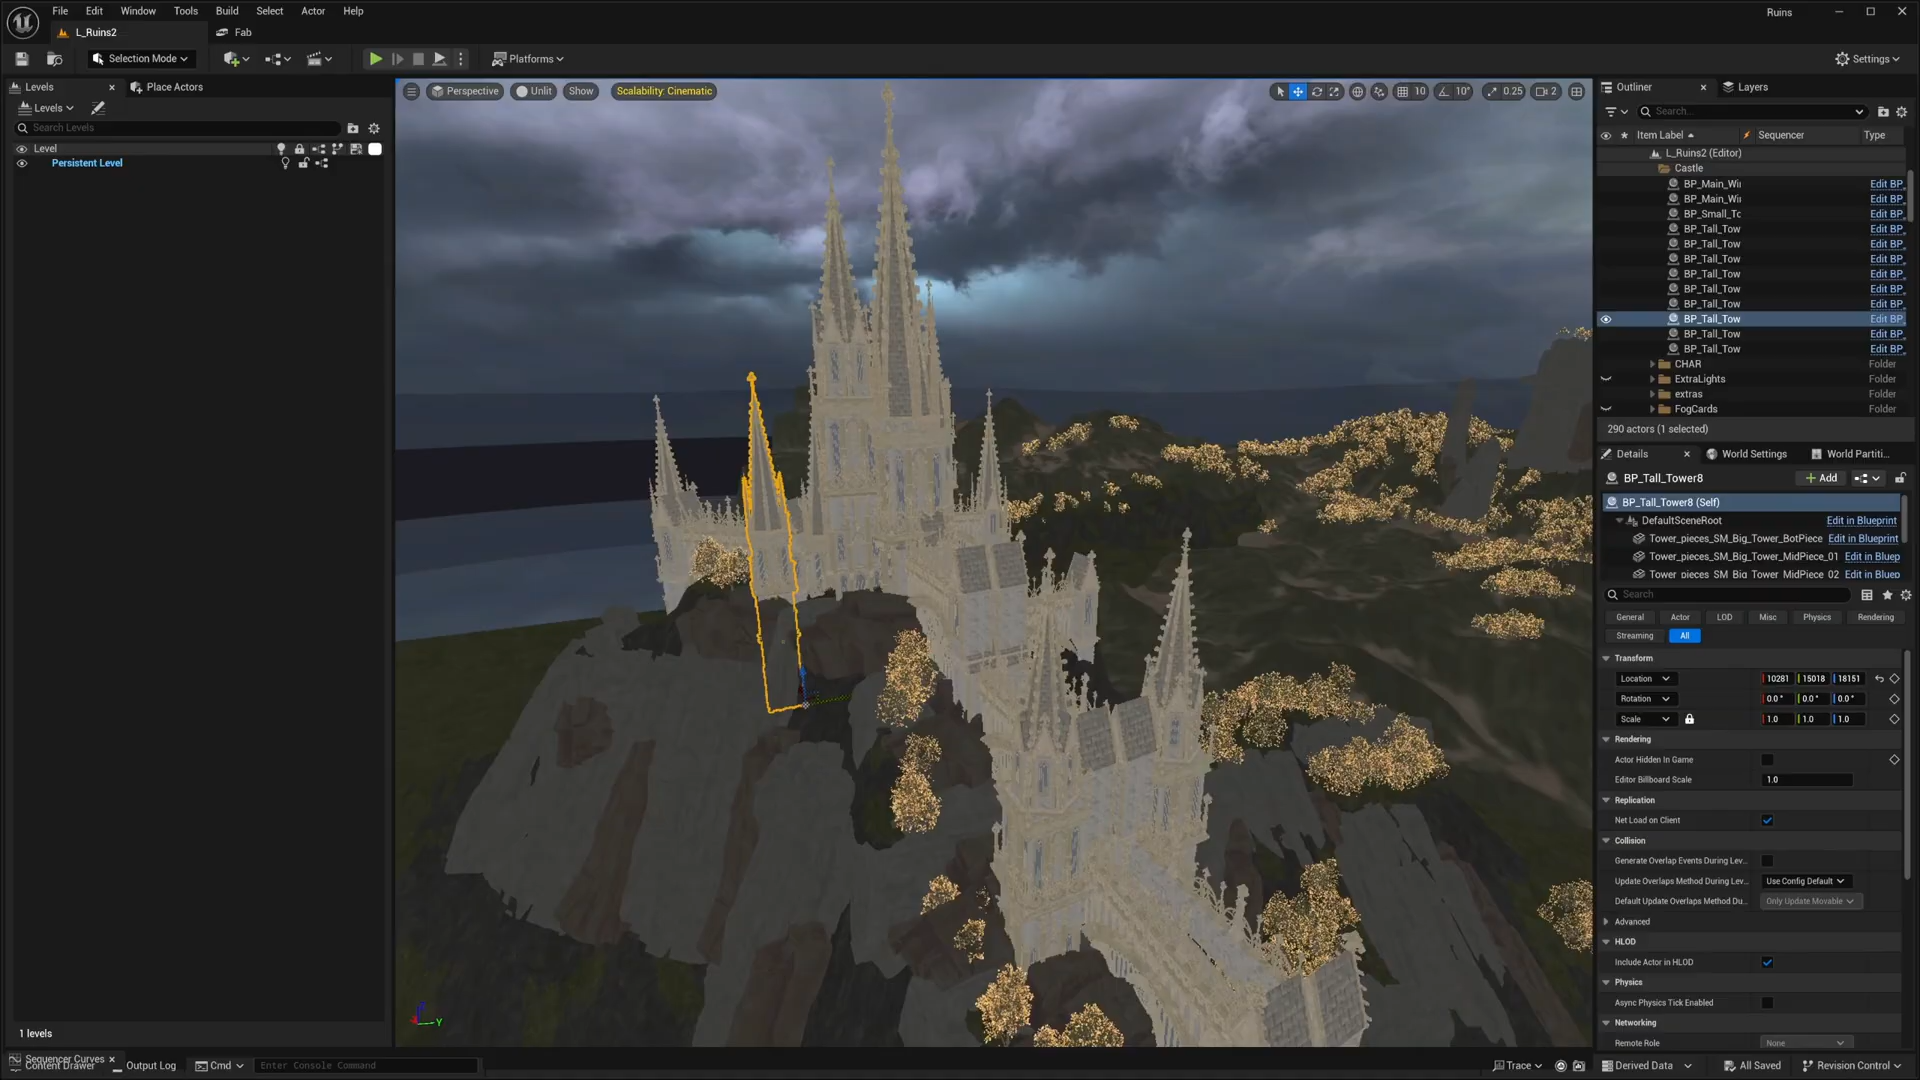 File Edit Window Tools Build Select Actor Help
Ruins
L_Ruins2
Fab
Selection Mode
Platforms
Settings
Levels
Place Actors
Levels
Search Levels
Level
Persistent Level
1 levels
Perspective
Unlit
Show
Scalability: Cinematic
10
10°
0.25
2
Y
Outliner
Layers
Search...
Item Label
Sequencer
Type
L_Ruins2 (Editor)
Castle
BP_Main_Wi Edit BP
BP_Main_Wi Edit BP
BP_Small_To Edit BP
BP_Tall_Tow Edit BP
BP_Tall_Tow Edit BP
BP_Tall_Tow Edit BP
BP_Tall_Tow Edit BP
BP_Tall_Tow Edit BP
BP_Tall_Tow Edit BP
BP_Tall_Tow Edit BP
BP_Tall_Tow Edit BP
BP_Tall_Tow Edit BP
CHAR Folder
ExtraLights Folder
extras Folder
FogCards Folder
290 actors (1 selected)
Details
World Settings
World Partiti...
BP_Tall_Tower8
Add
BP_Tall_Tower8 (Self)
DefaultSceneRoot Edit in Blueprint
Tower_pieces_SM_Big_Tower_BotPiece Edit in Blueprint
Tower_pieces_SM_Big_Tower_MidPiece_01 Edit in Bluep
Tower_pieces_SM_Big_Tower_MidPiece_02 Edit in Bluep
Search
General Actor LOD Misc Physics Rendering
Streaming All
Transform
Location 10281 15018 18151
Rotation 0.0° 0.0° 0.0°
Scale 1.0 1.0 1.0
Rendering
Actor Hidden In Game
Editor Billboard Scale 1.0
Replication
Net Load on Client
Collision
Generate Overlap Events During Lev...
Update Overlaps Method During Lev... Use Config Default
Default Update Overlaps Method Du... Only Update Movable
Advanced
HLOD
Include Actor in HLOD
Physics
Async Physics Tick Enabled
Networking
Remote Role None
Sequencer Curves
Content Drawer
Output Log
Cmd
Enter Console Command
Trace
Derived Data
All Saved
Revision Control